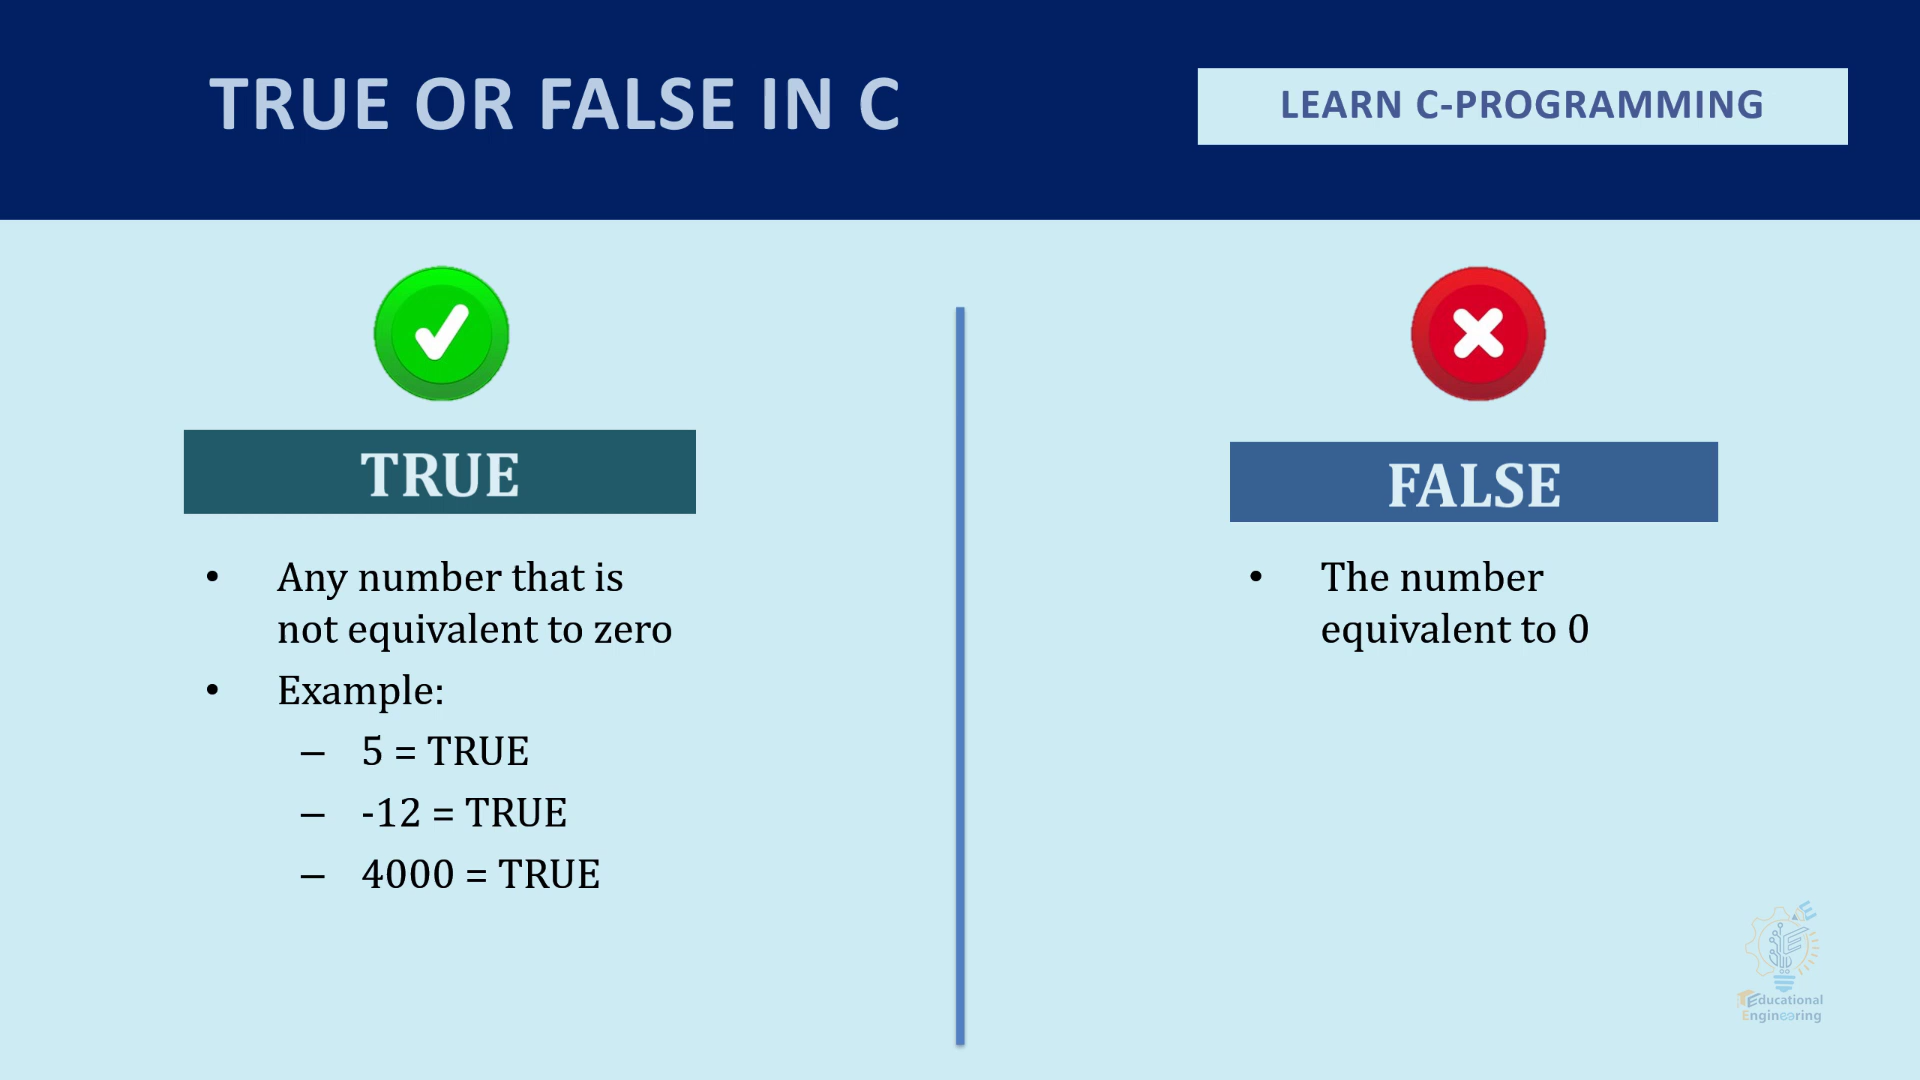 TRUE OR FALSE IN C
LEARN C-PROGRAMMING
TRUE
• Any number that is
not equivalent to zero
• Example:
– 5 = TRUE
– -12 = TRUE
– 4000 = TRUE
FALSE
• The number
equivalent to 0
Educational
Engineering